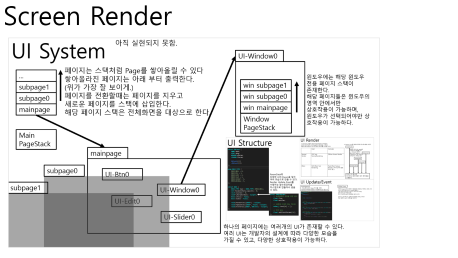 Screen Render
UI System
아직 실현되지 못함.
...
subpage1
subpage0
mainpage
페이지는 스택처럼 Page를 쌓아올릴 수 있다
쌓아올라진 페이지는 아래 부터 출력한다.
(위가 가장 잘 보이게.)
페이지를 전환할때는 페이지를 지우고
새로운 페이지를 스택에 삽입한다.
해당 페이지 스택은 전체화면을 대상으로 한다.
Main
PageStack
UI-Window0
win subpage1
win subpage0
win mainpage
Window
PageStack
윈도우에는 해당 윈도우
전용 페이지 스택이
존재한다.
해당 페이지들은 윈도우의
영역 안에서만
상호작용이 가능하며,
윈도우가 선택되어야만 상
호작용이 가능하다.
mainpage
subpage0
subpage1
UI-Btn0
UI-Window0
UI-Edit0
UI-Slider0
UI Structure
UI Render
UI Update/Event
하나의 페이지에는 여러개의 UI가 존재할 수 있다.
여러 UI는 개발자의 설계에 따라 다양한 모습을
가질 수 있고, 다양한 상호작용이 가능하다.